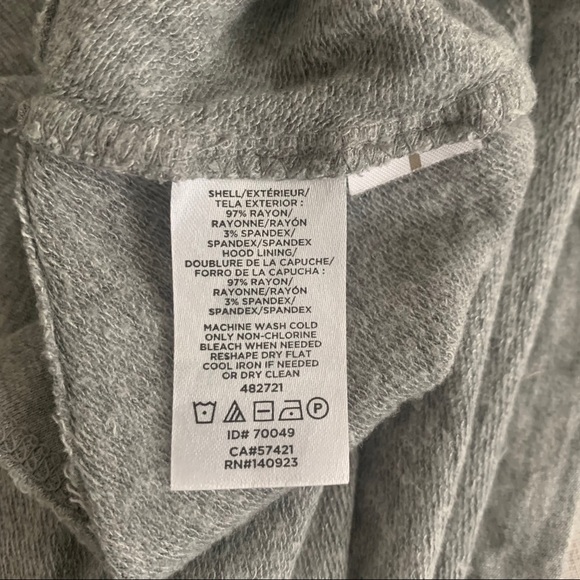 SHELL/EXTÉRIEUR/
TELA EXTERIOR :
97% RAYON/
RAYONNE/RAYÓN
3% SPANDEX/
SPANDEX/SPANDEX
HOOD LINING/
DOUBLURE DE LA CAPUCHE/
FORRO DE LA CAPUCHA :
97% RAYON/
RAYONNE/RAYÓN
3% SPANDEX/
SPANDEX/SPANDEX
MACHINE WASH COLD
ONLY NON-CHLORINE
BLEACH WHEN NEEDED
RESHAPE DRY FLAT
COOL IRON IF NEEDED
OR DRY CLEAN
482721
P
ID# 70049
CA#57421
RN#140923